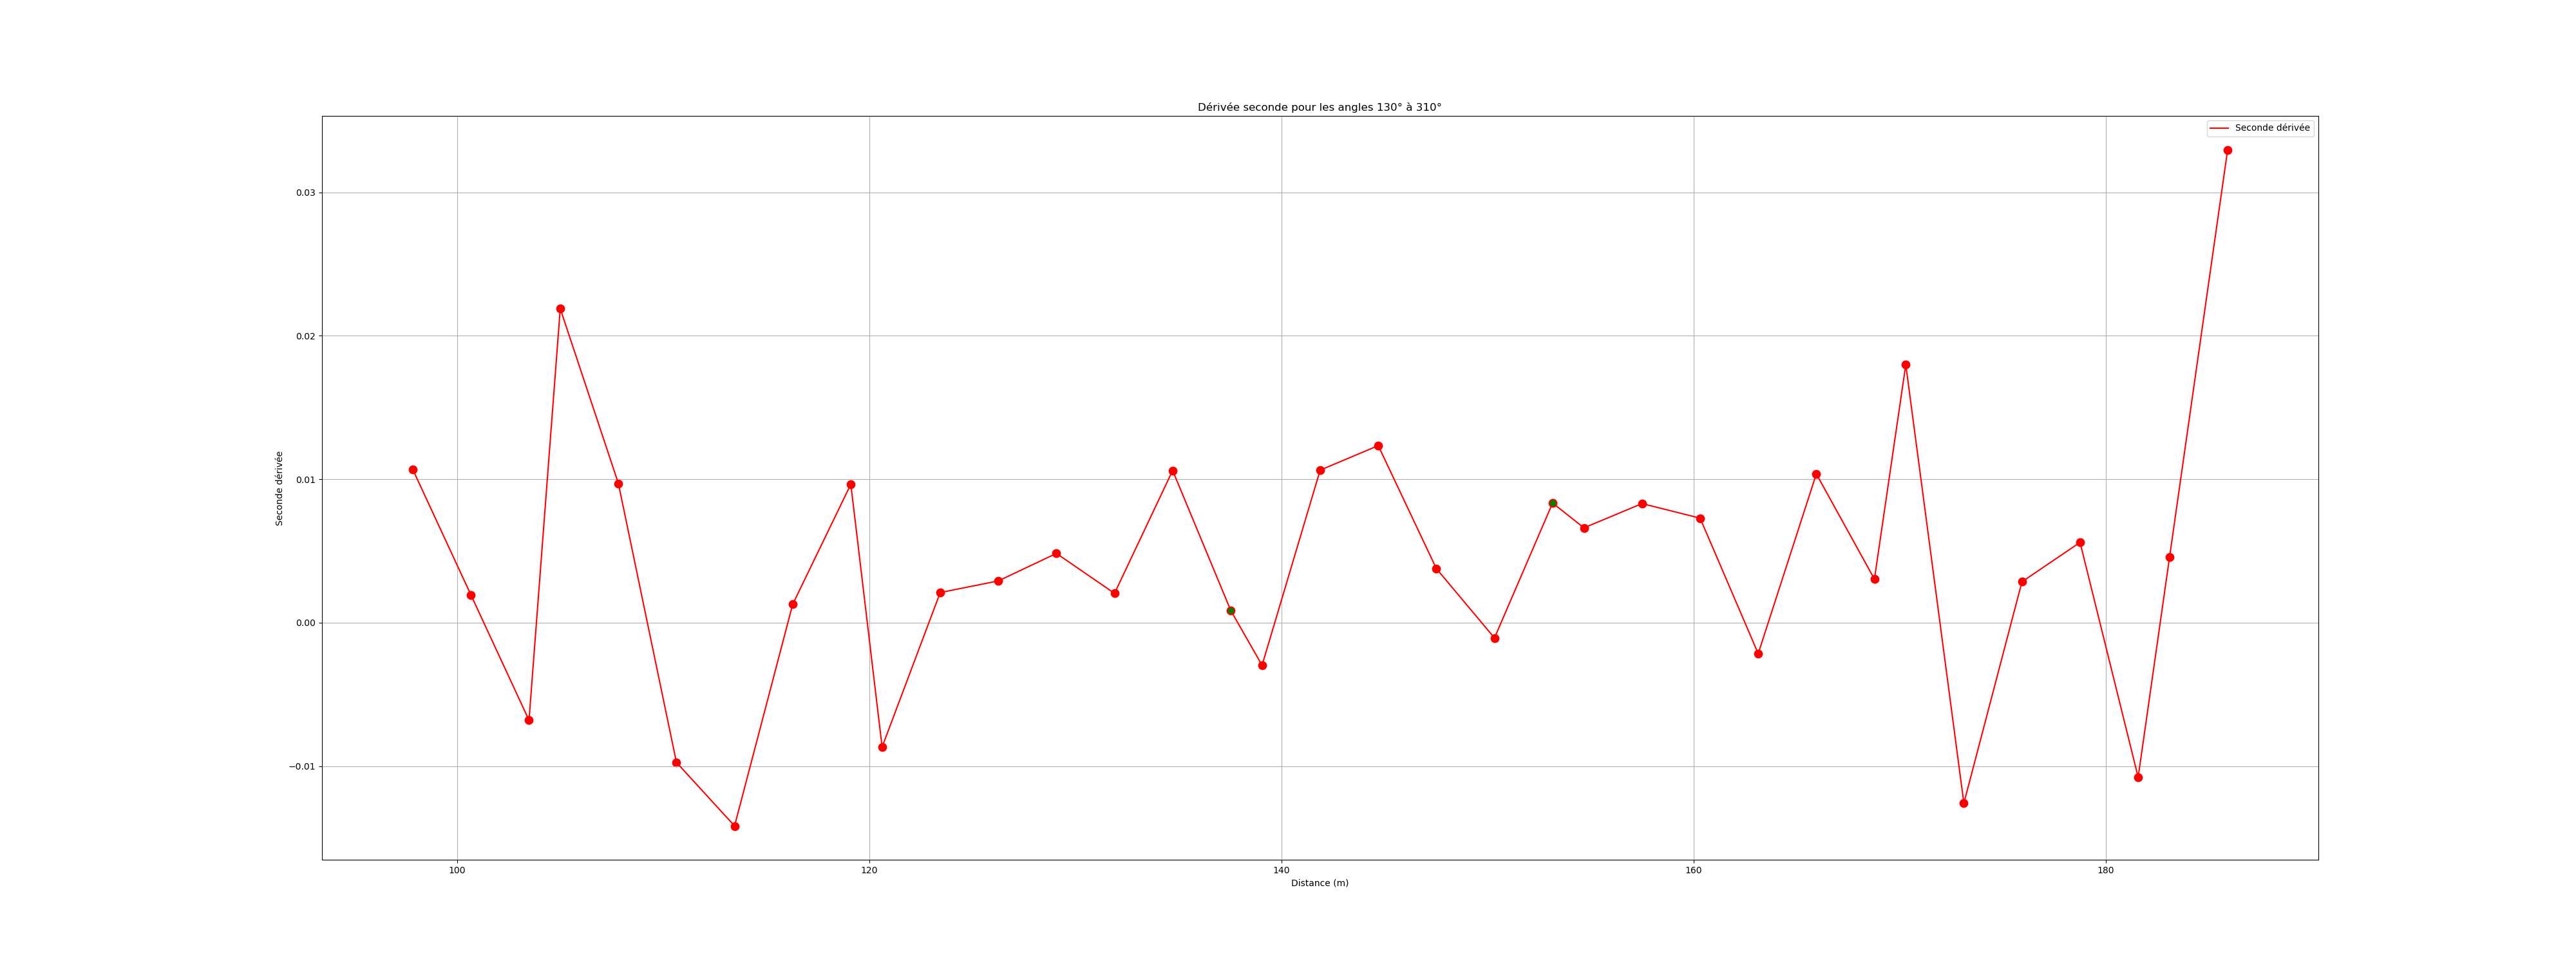 Dérivée seconde pour les angles 130° à 310°
Seconde dérivée
0.03
0.02
0.01
0.00
−0.01
Seconde dérivée
100
120
140
160
180
Distance (m)